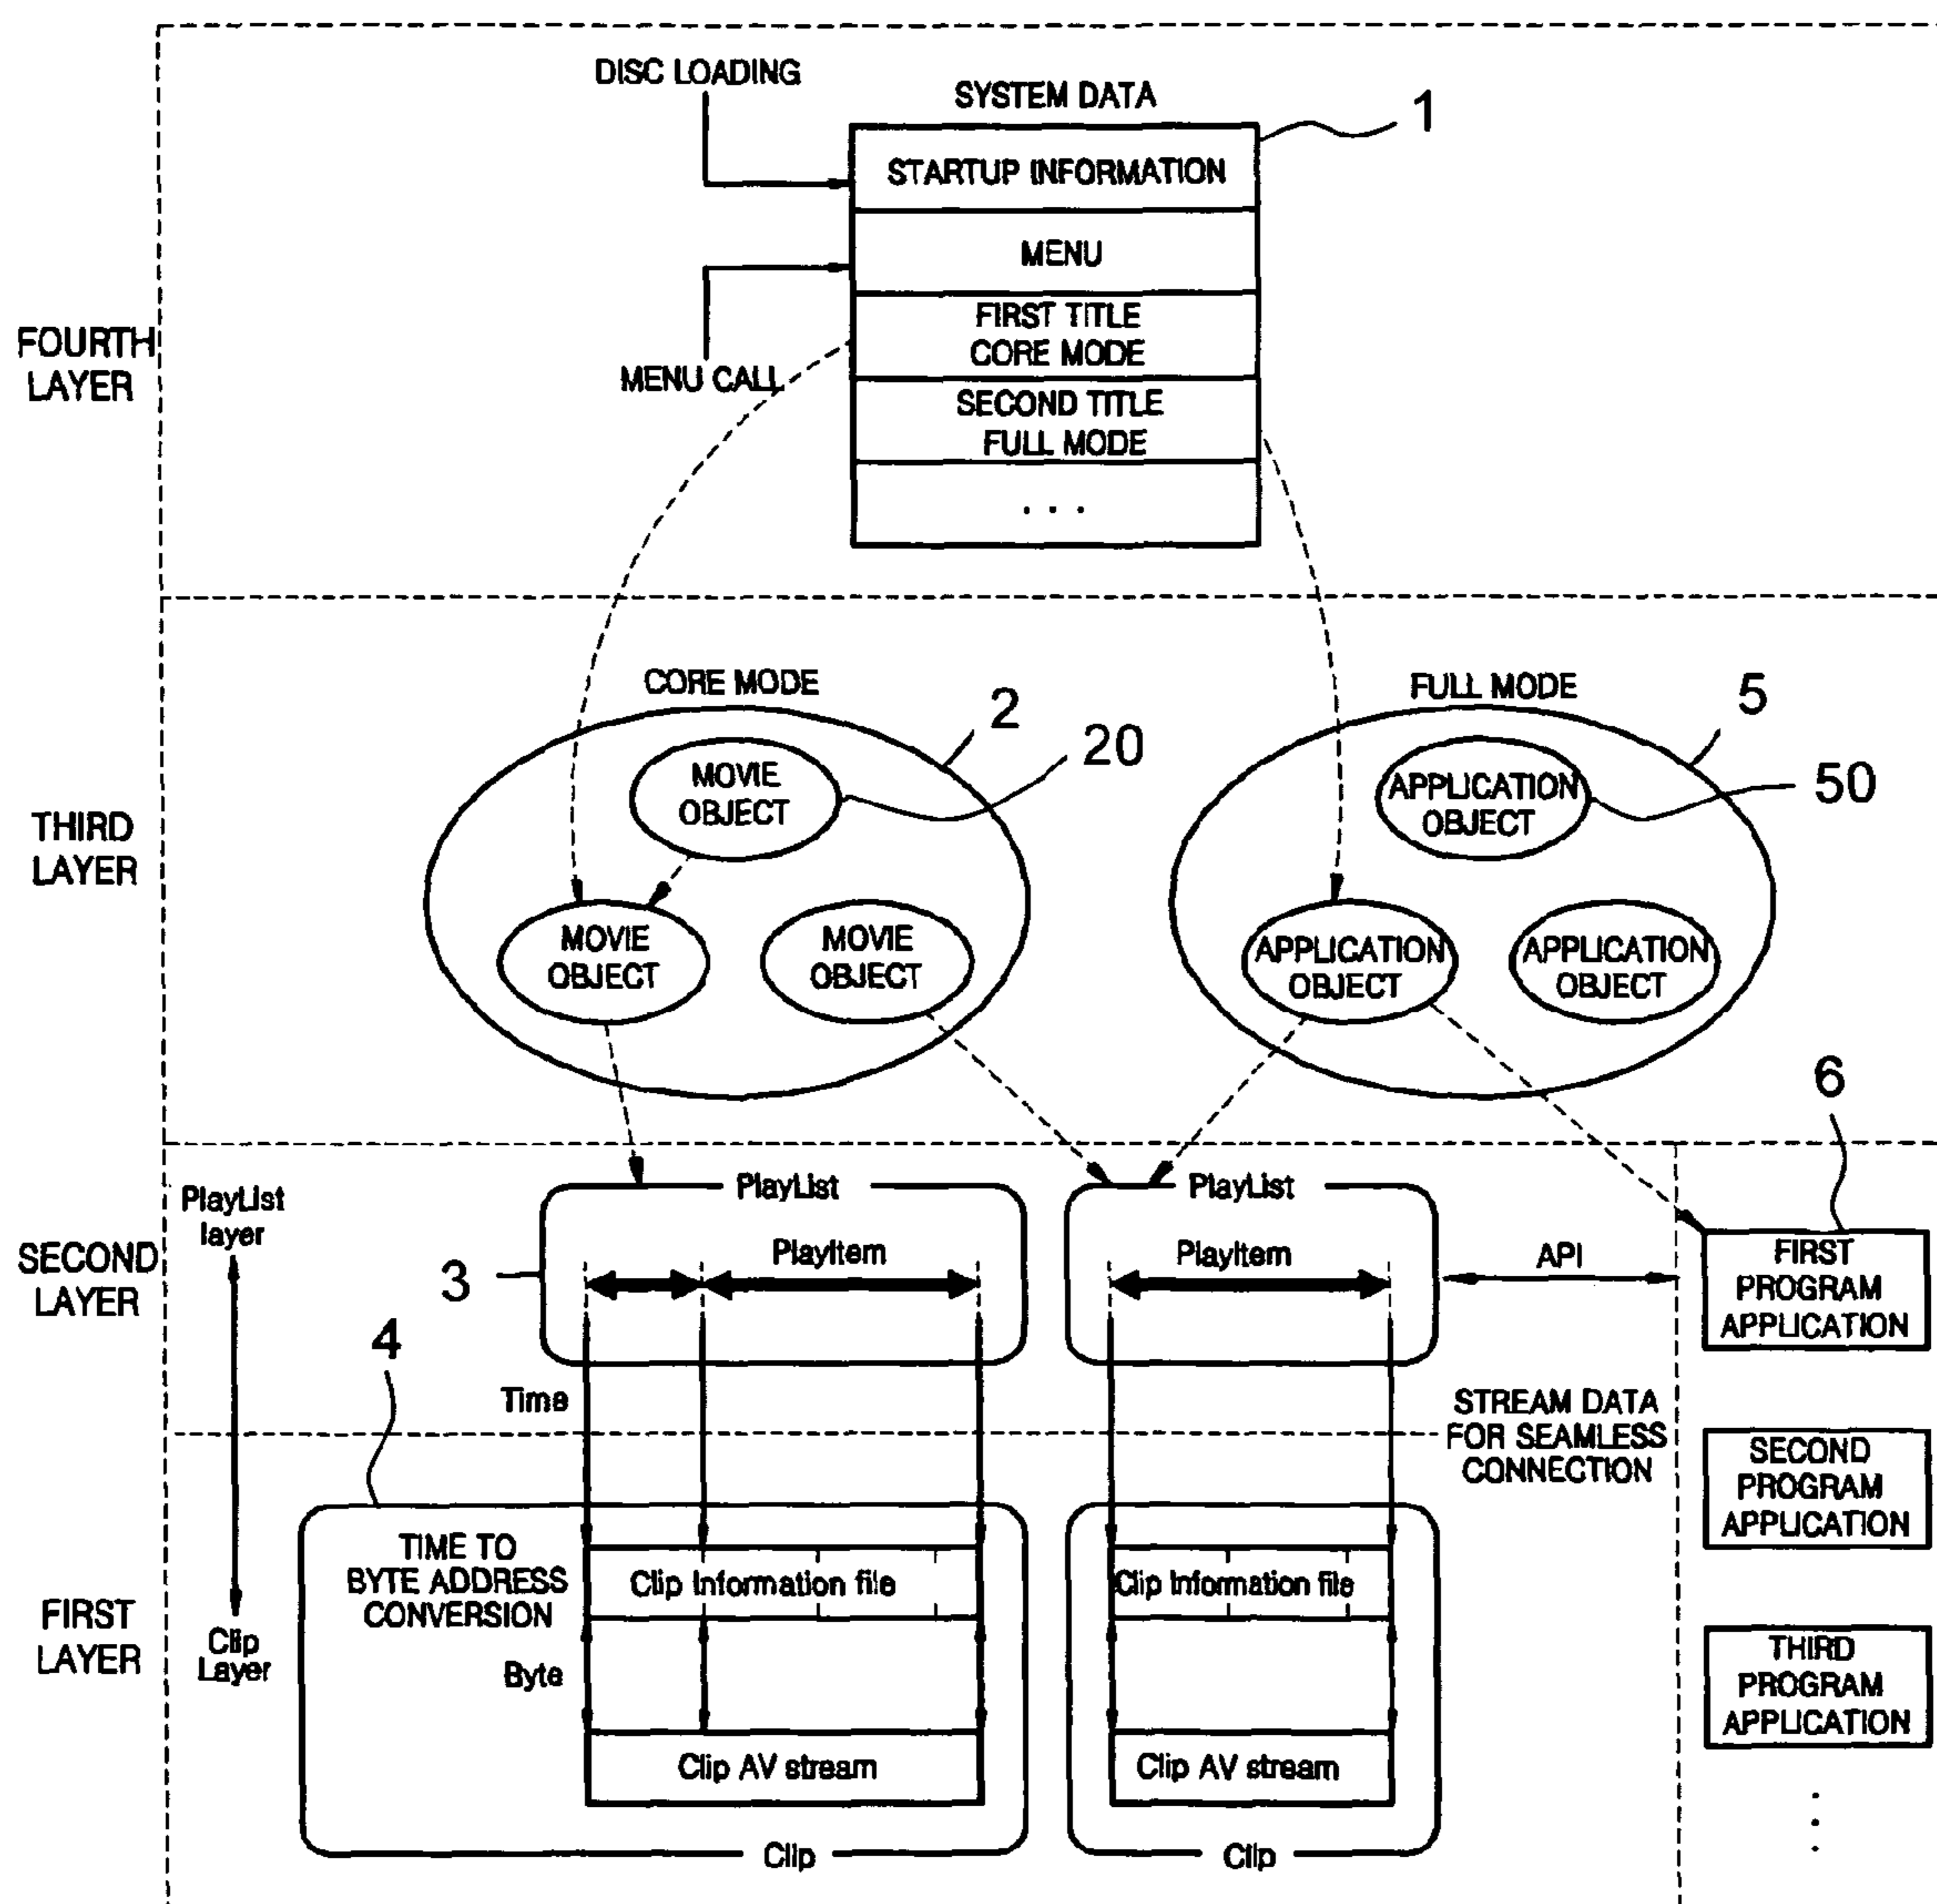 DISC LOADING
SYSTEM DATA
1
STARTUP INFORMATION
MENU
FIRST TITLE
CORE MODE
MENU CALL
SECOND TITLE
FULL MODE
. . .
FOURTH
LAYER
CORE MODE
2
20
MOVIE
OBJECT
MOVIE
OBJECT
MOVIE
OBJECT
FULL MODE
5
50
APPLICATION
OBJECT
APPLICATION
OBJECT
APPLICATION
OBJECT
THIRD
LAYER
6
PlayList
layer
SECOND
LAYER
3
PlayList
PlayItem
PlayList
PlayItem
API
FIRST
PROGRAM
APPLICATION
4
Time
STREAM DATA
FOR SEAMLESS
CONNECTION
SECOND
PROGRAM
APPLICATION
TIME TO
BYTE ADDRESS
CONVERSION
Clip Information file
Clip Information file
FIRST
LAYER
Clip
Layer
Byte
THIRD
PROGRAM
APPLICATION
Clip AV stream
Clip AV stream
Clip
Clip
. . .